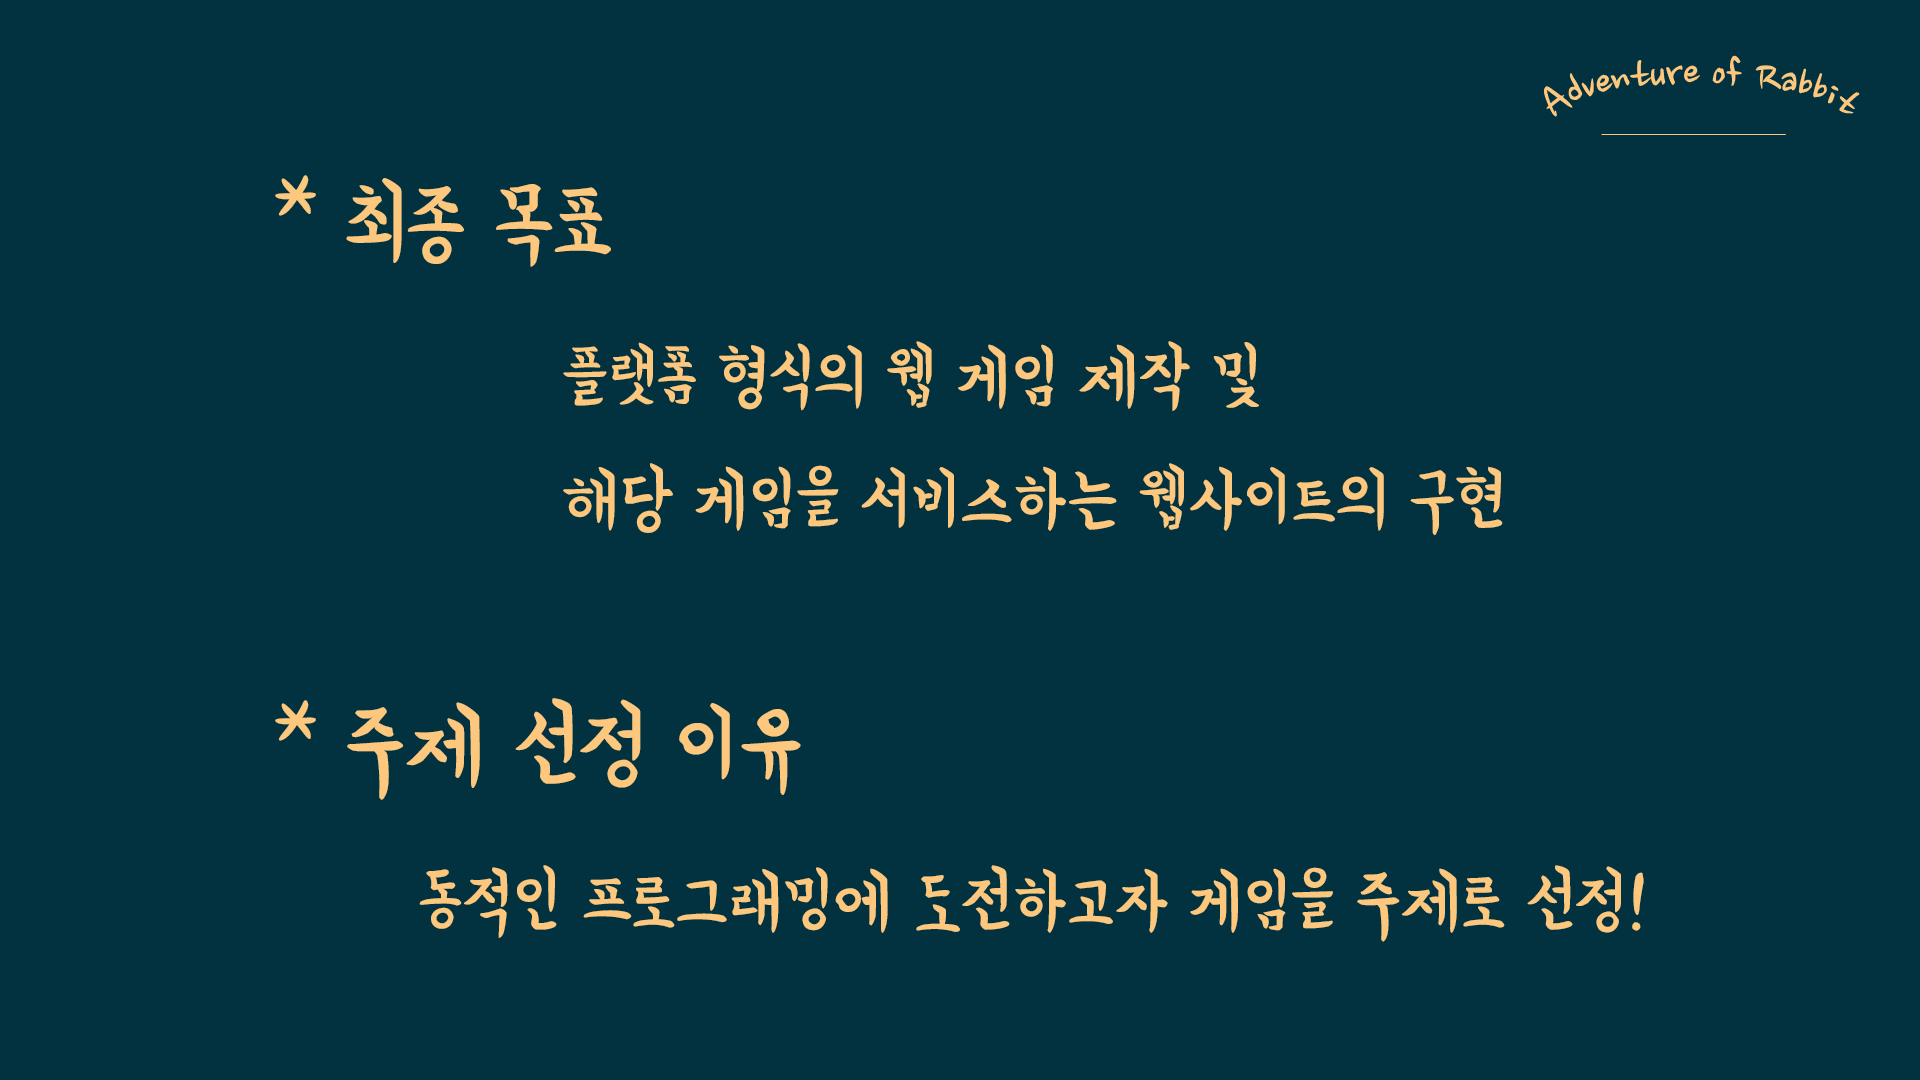 Adventure of Rabbit
* 최종 목표
플랫폼 형식의 웹 게임 제작 및
해당 게임을 서비스하는 웹사이트의 구현
* 주제 선정 이유
동적인 프로그래밍에 도전하고자 게임을 주제로 선정!